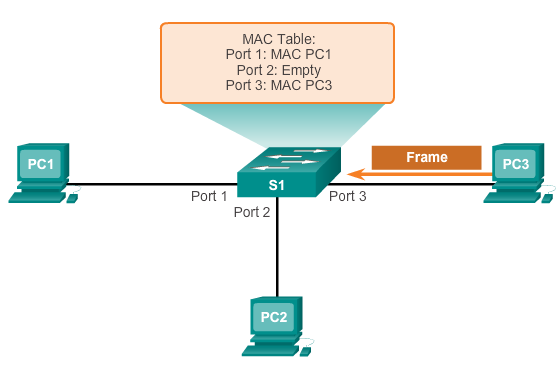 MAC Table:
Port 1: MAC PC1
Port 2: Empty
Port 3: MAC PC3
PC1
Frame
PC3
S1
Port 1
Port 3
Port 2
PC2